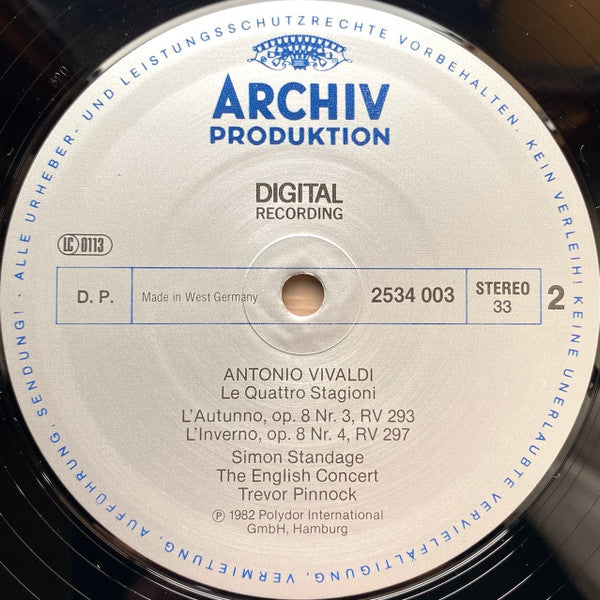 ALLE URHEBER- UND LEISTUNGSSCHUTZRECHTE VORBEHALTEN. KEIN VERLEIH! KEINE UNERLAUBTE VERVIELFÄLTIGUNG, VERMIETUNG, AUFFÜHRUNG, SENDUNG! ·
ARCHIV
PRODUKTION
DIGITAL
RECORDING
LC 0113
D. P. Made in West Germany 2534 003 STEREO 33 2
ANTONIO VIVALDI
Le Quattro Stagioni
L'Autunno, op. 8 Nr. 3, RV 293
L'Inverno, op. 8 Nr. 4, RV 297
Simon Standage
The English Concert
Trevor Pinnock
℗ 1982 Polydor International
GmbH, Hamburg